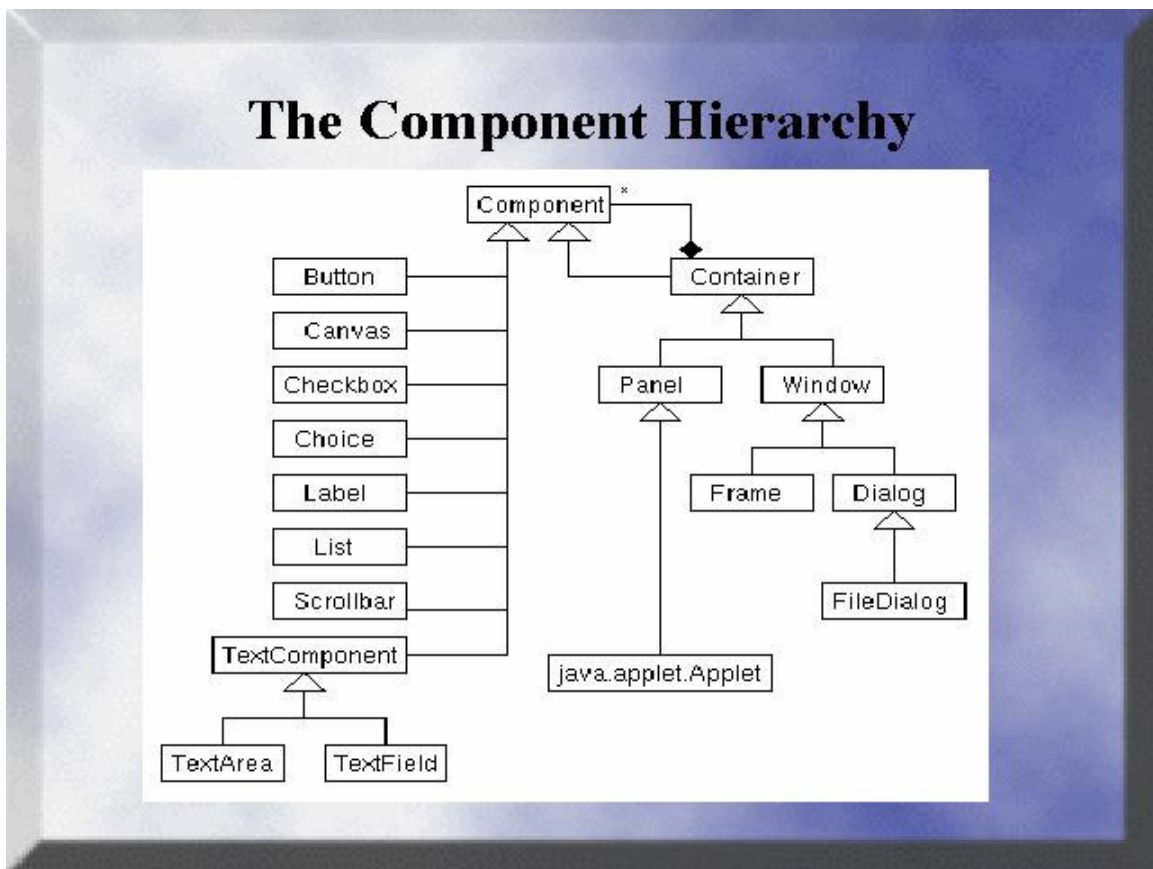 The Component Hierarchy
Component *
Button
Container
Canvas
Checkbox
Panel
Window
Choice
Label
Frame
Dialog
List
Scrollbar
FileDialog
TextComponent
java.applet.Applet
TextArea
TextField